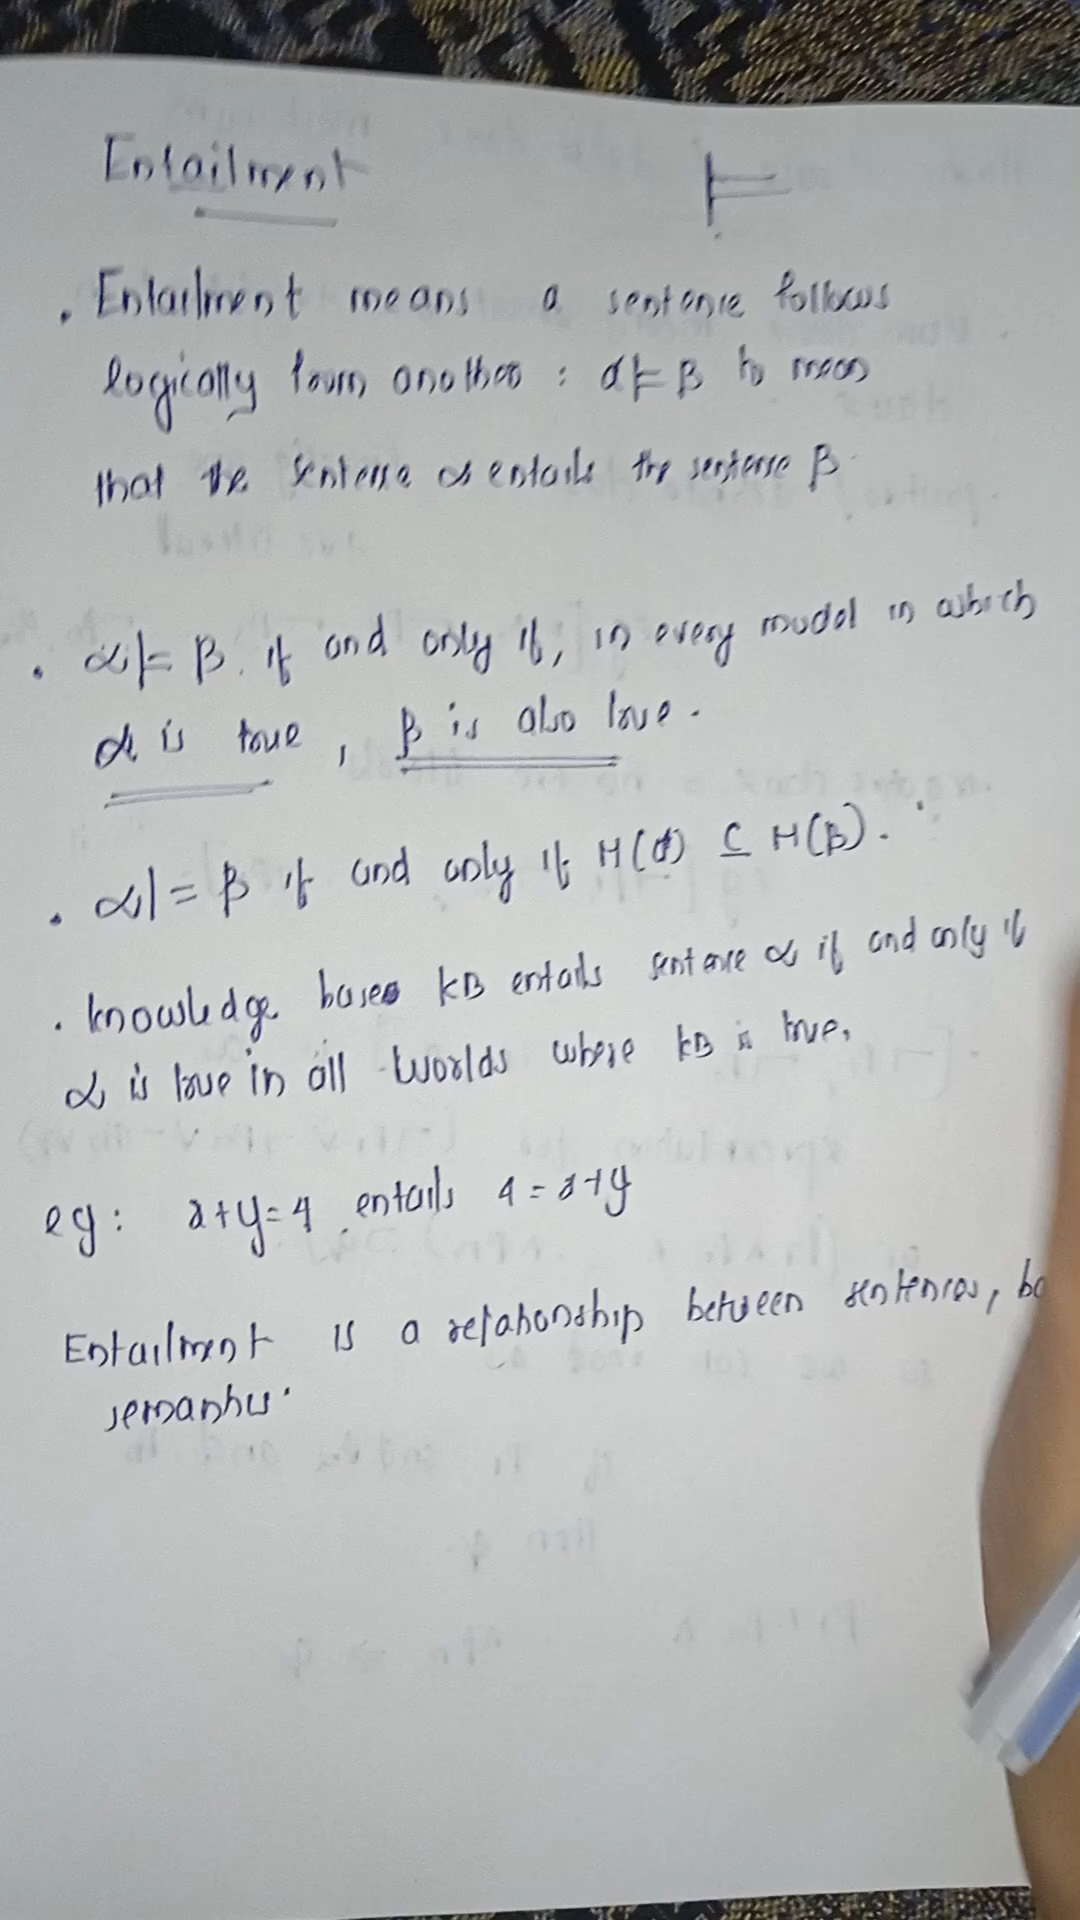 Entailment ⊨
. Entailment means a sentence follows
logically from another : α ⊨ β to mean
that the sentense α entails the sentense β
. α|= β. if and only if, in every model in which
α is true, β is also true.
. α|= β if and only if M(α) ⊆ M(β).
. knowledge bases KB entails sentence α if and only if
α is true in all worlds where KB is true,
eg: x+y=4 entails 4=x+y
Entailment is a relationship between sentences,
semantics.